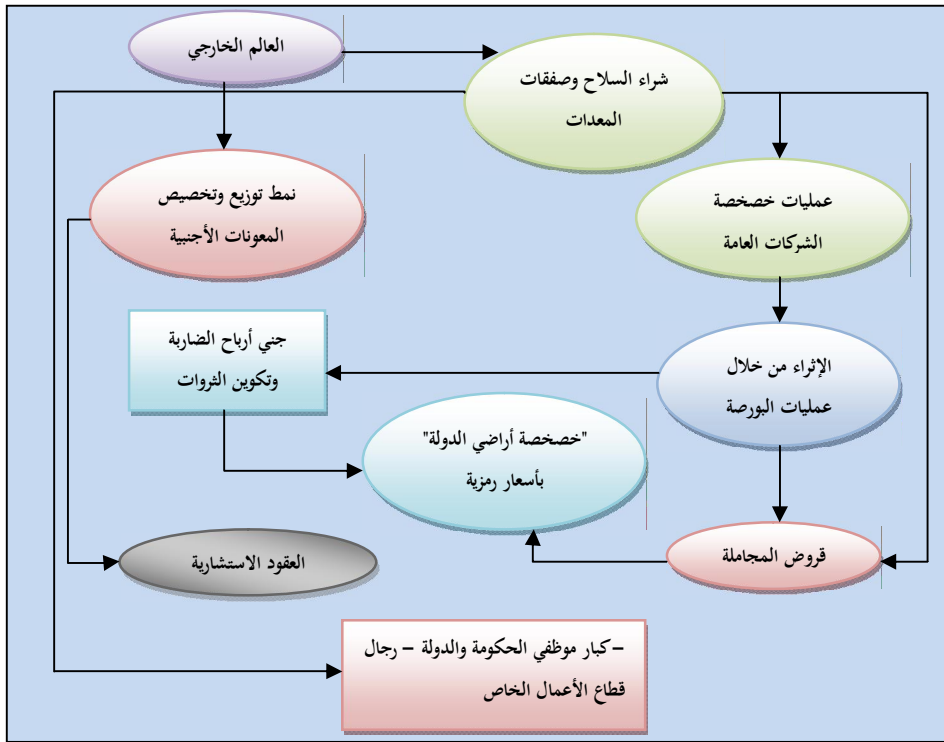 العالم الخارجي
شراء السلاح وصفقات
المعدات
نمط توزيع وتخصيص
المعونات الأجنبية
عمليات خصخصة
الشركات العامة
جني أرباح الضاربة
وتكوين الثروات
الإثراء من خلال
عمليات البورصة
"خصخصة أراضي الدولة"
بأسعار رمزية
العقود الاستشارية
قروض المجاملة
– كبار موظفي الحكومة والدولة – رجال
قطاع الأعمال الخاص